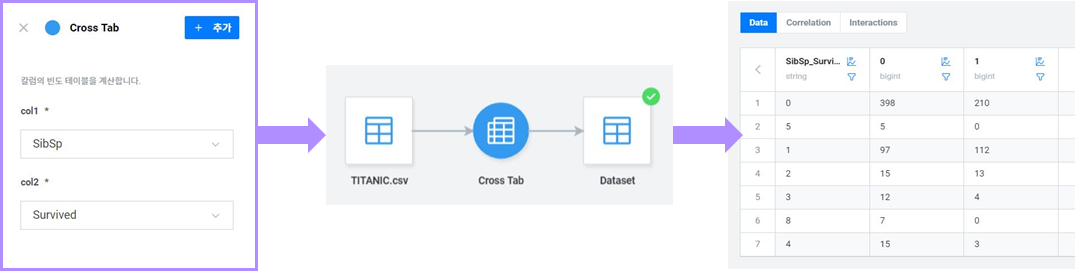 Cross Tab
+ 추가
칼럼의 빈도 테이블을 계산합니다.
col1 *
SibSp
col2 *
Survived
TITANIC.csv
Cross Tab
Dataset
Data Correlation Interactions
SibSp_Survi... 0 1
string bigint bigint
1 0 398 210
2 5 5 0
3 1 97 112
4 2 15 13
5 3 12 4
6 8 7 0
7 4 15 3